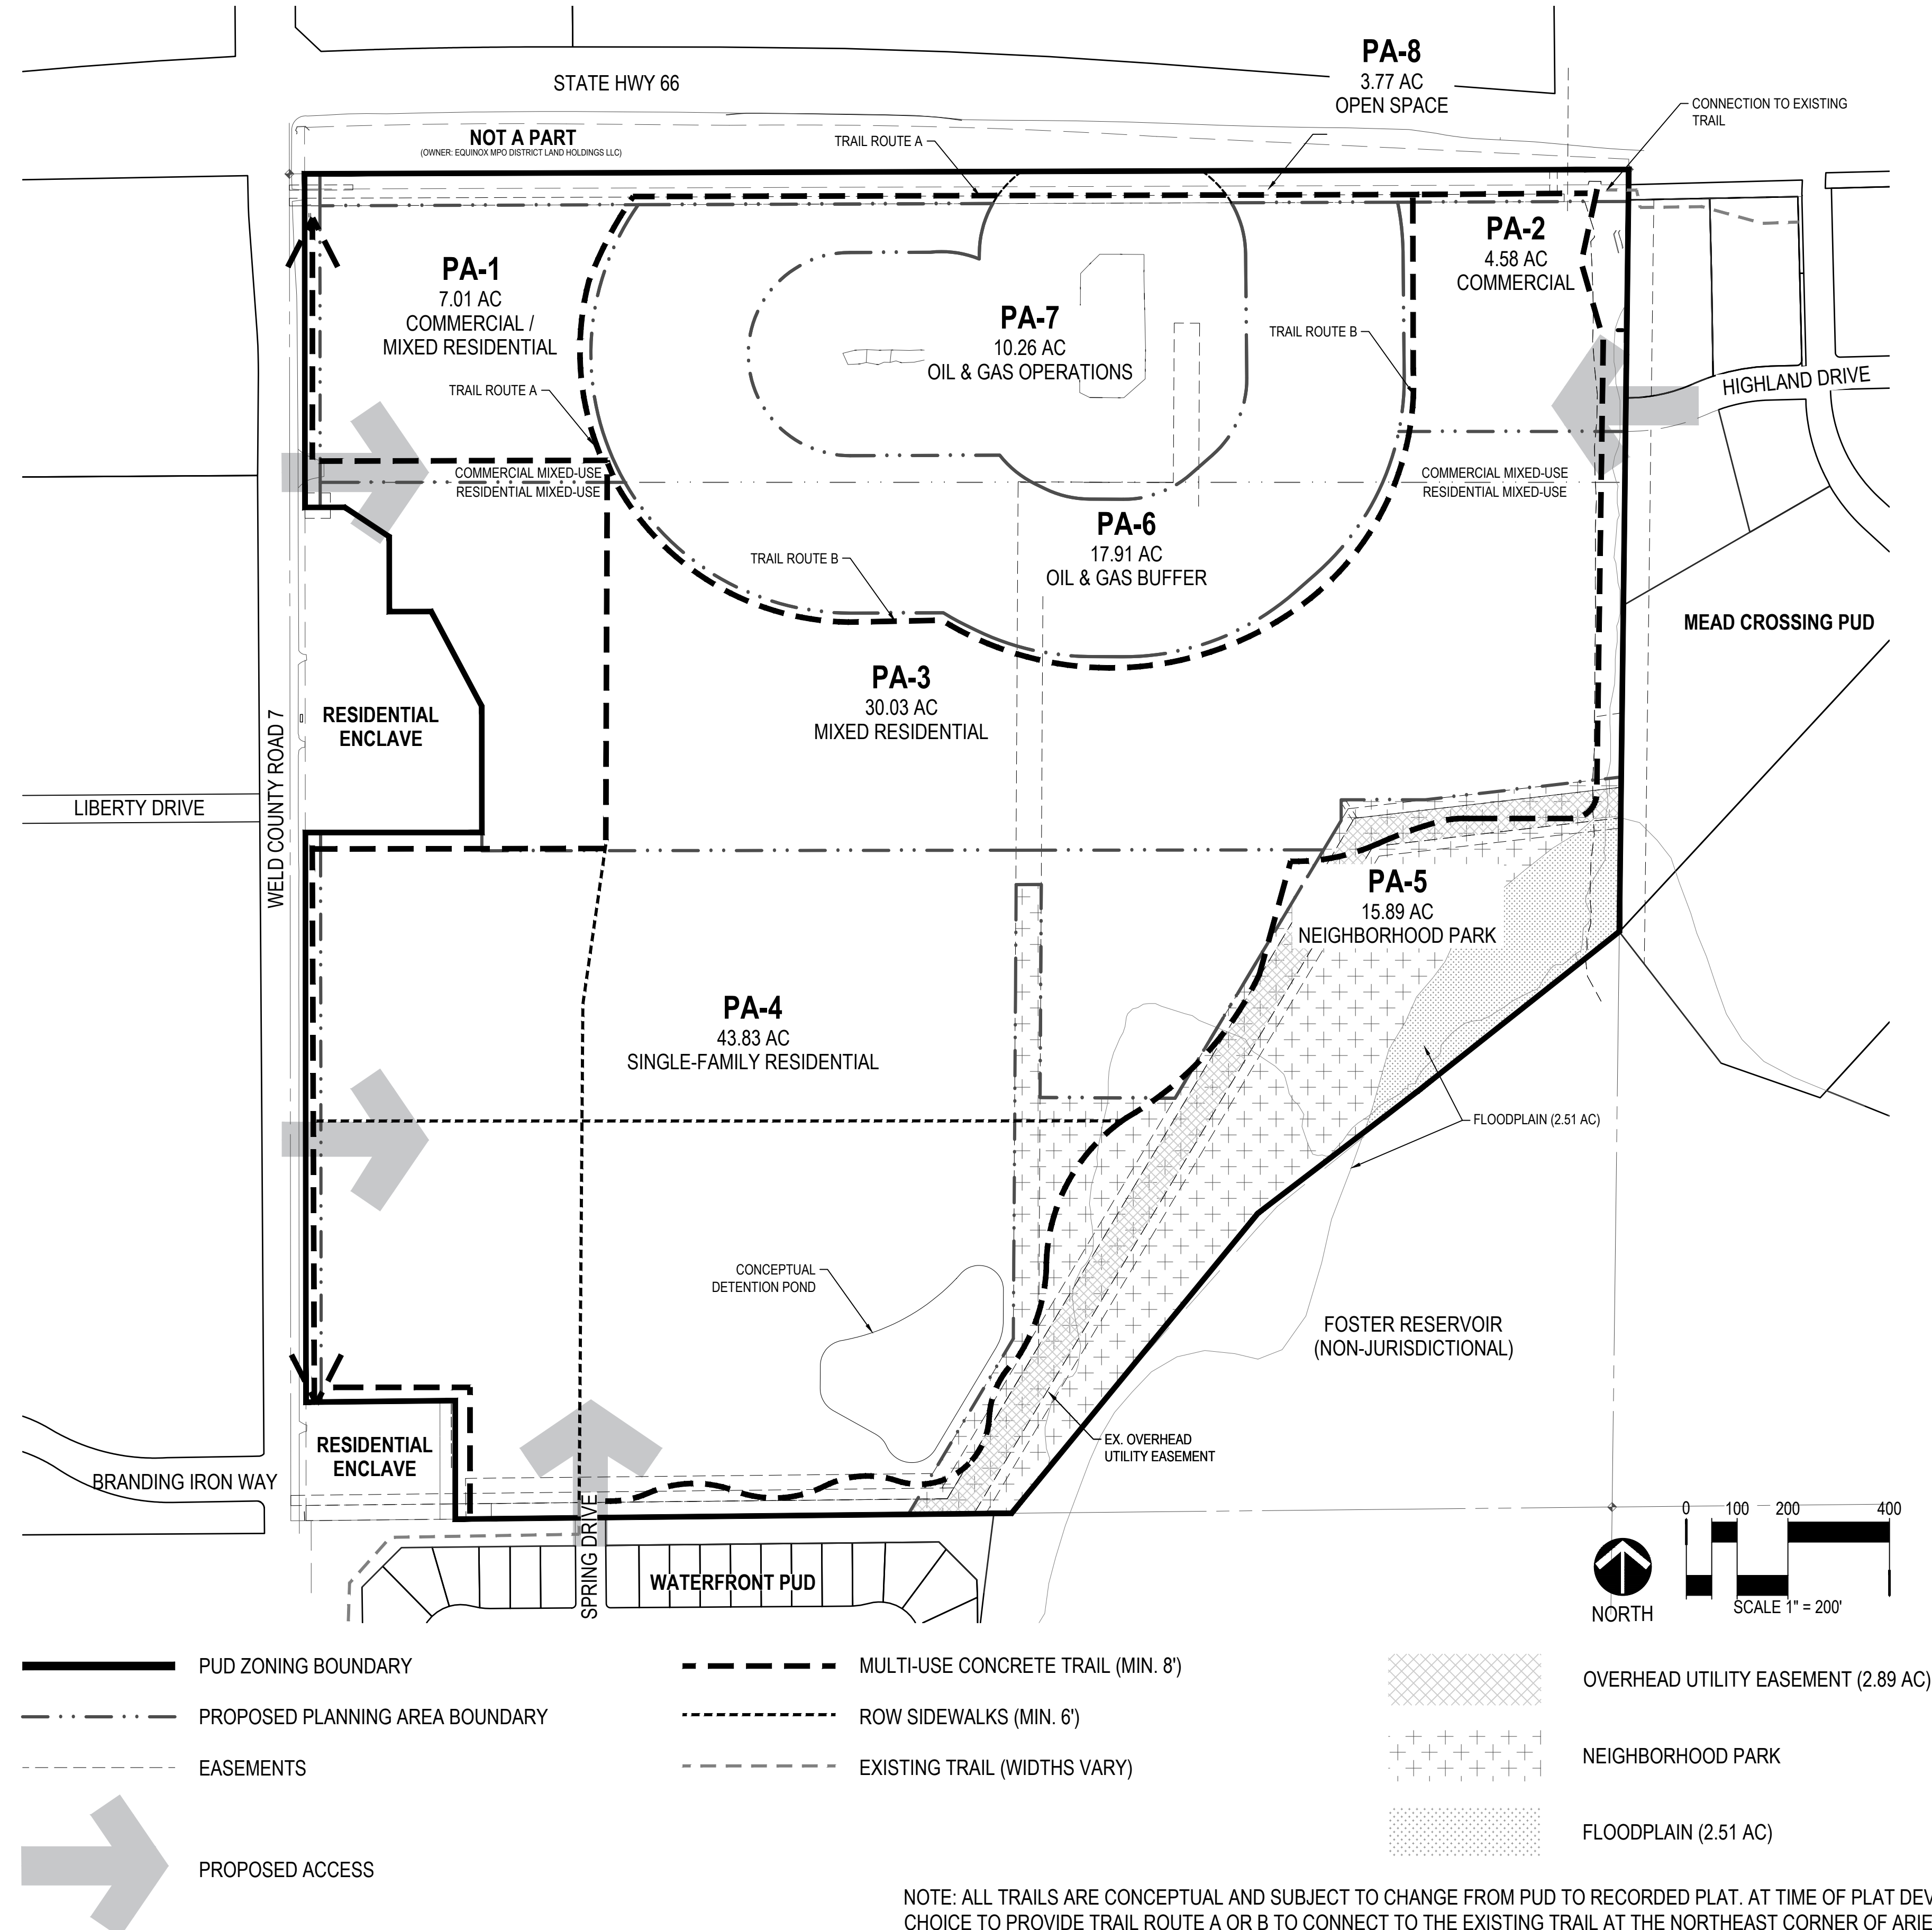 PA-8
3.77 AC
OPEN SPACE
STATE HWY 66
CONNECTION TO EXISTING
TRAIL
NOT A PART
(OWNER: EQUINOX MPO DISTRICT LAND HOLDINGS LLC)
TRAIL ROUTE A
PA-1
7.01 AC
COMMERCIAL /
MIXED RESIDENTIAL
PA-2
4.58 AC
COMMERCIAL
PA-7
10.26 AC
OIL & GAS OPERATIONS
TRAIL ROUTE B
TRAIL ROUTE A
HIGHLAND DRIVE
COMMERCIAL MIXED-USE
RESIDENTIAL MIXED-USE
COMMERCIAL MIXED-USE
RESIDENTIAL MIXED-USE
PA-6
17.91 AC
OIL & GAS BUFFER
TRAIL ROUTE B
MEAD CROSSING PUD
PA-3
30.03 AC
MIXED RESIDENTIAL
RESIDENTIAL
ENCLAVE
WELD COUNTY ROAD 7
LIBERTY DRIVE
PA-5
15.89 AC
NEIGHBORHOOD PARK
PA-4
43.83 AC
SINGLE-FAMILY RESIDENTIAL
FLOODPLAIN (2.51 AC)
CONCEPTUAL
DETENTION POND
FOSTER RESERVOIR
(NON-JURISDICTIONAL)
EX. OVERHEAD
UTILITY EASEMENT
RESIDENTIAL
ENCLAVE
BRANDING IRON WAY
SPRING DRIVE
WATERFRONT PUD
0 100 200 400
NORTH
SCALE 1" = 200'
PUD ZONING BOUNDARY
PROPOSED PLANNING AREA BOUNDARY
EASEMENTS
PROPOSED ACCESS
MULTI-USE CONCRETE TRAIL (MIN. 8')
ROW SIDEWALKS (MIN. 6')
EXISTING TRAIL (WIDTHS VARY)
OVERHEAD UTILITY EASEMENT (2.89 AC)
NEIGHBORHOOD PARK
FLOODPLAIN (2.51 AC)
NOTE: ALL TRAILS ARE CONCEPTUAL AND SUBJECT TO CHANGE FROM PUD TO RECORDED PLAT. AT TIME OF PLAT DEV
CHOICE TO PROVIDE TRAIL ROUTE A OR B TO CONNECT TO THE EXISTING TRAIL AT THE NORTHEAST CORNER OF